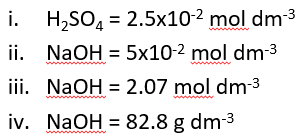 i. H₂SO₄ = 2.5x10⁻² mol dm⁻³
ii. NaOH = 5x10⁻² mol dm⁻³
iii. NaOH = 2.07 mol dm⁻³
iv. NaOH = 82.8 g dm⁻³